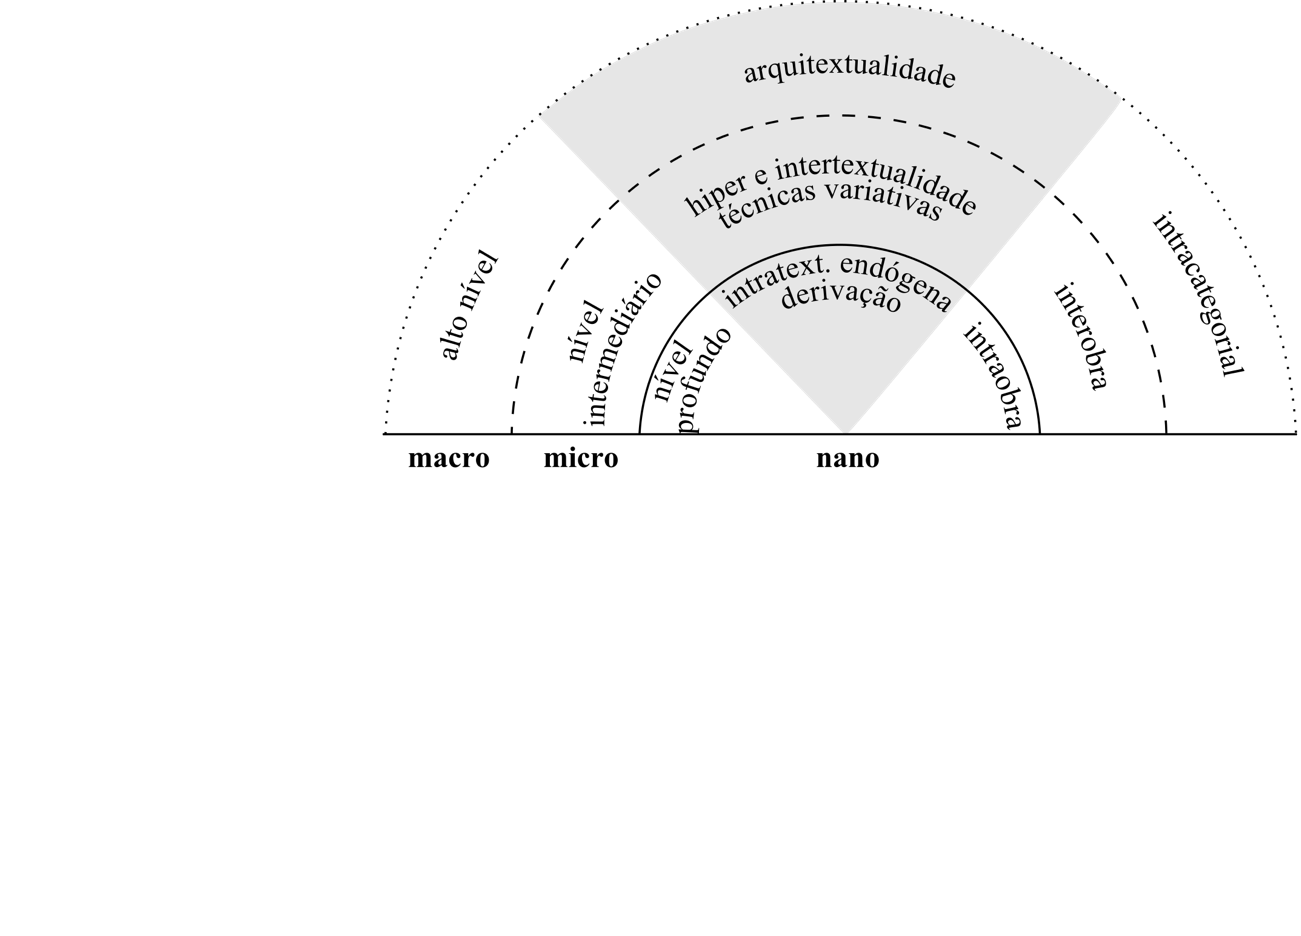 arquitextualidade
hiper e intertextualidade
técnicas variativas
intratext. endógena
derivação
alto nível
nível
intermediário
nível
profundo
intraobra
interobra
intracategorial
macro
micro
nano